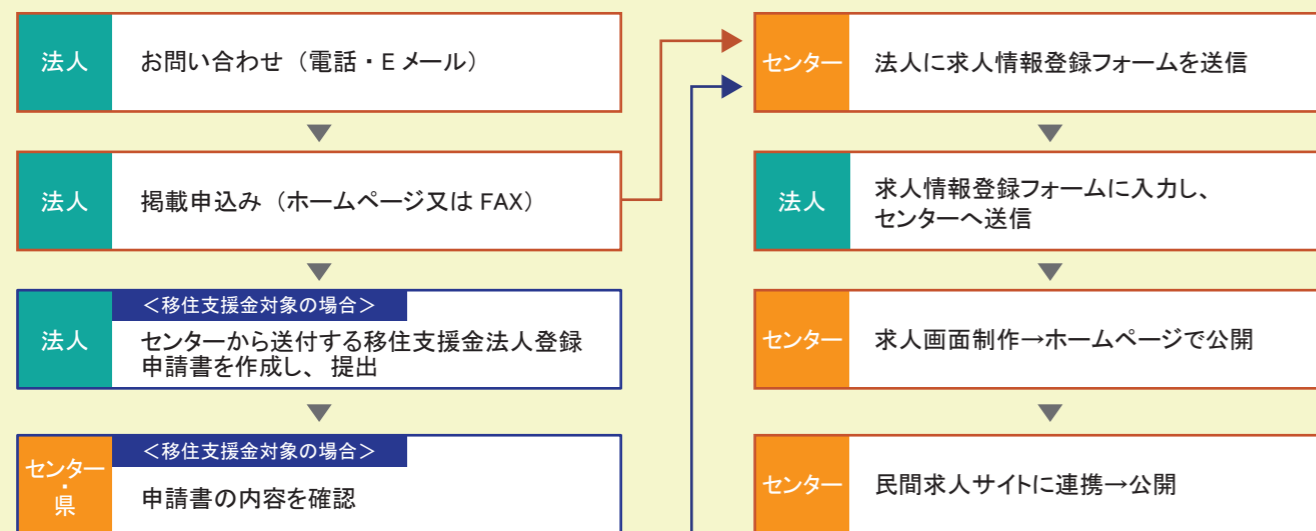 法人
お問い合わせ（電話・Eメール）
法人
掲載申込み（ホームページ又は FAX）
法人
＜移住支援金対象の場合＞
センターから送付する移住支援金法人登録
申請書を作成し、提出
センター
・
県
＜移住支援金対象の場合＞
申請書の内容を確認
センター
法人に求人情報登録フォームを送信
法人
求人情報登録フォームに入力し、
センターへ送信
センター
求人画面制作→ホームページで公開
センター
民間求人サイトに連携→公開